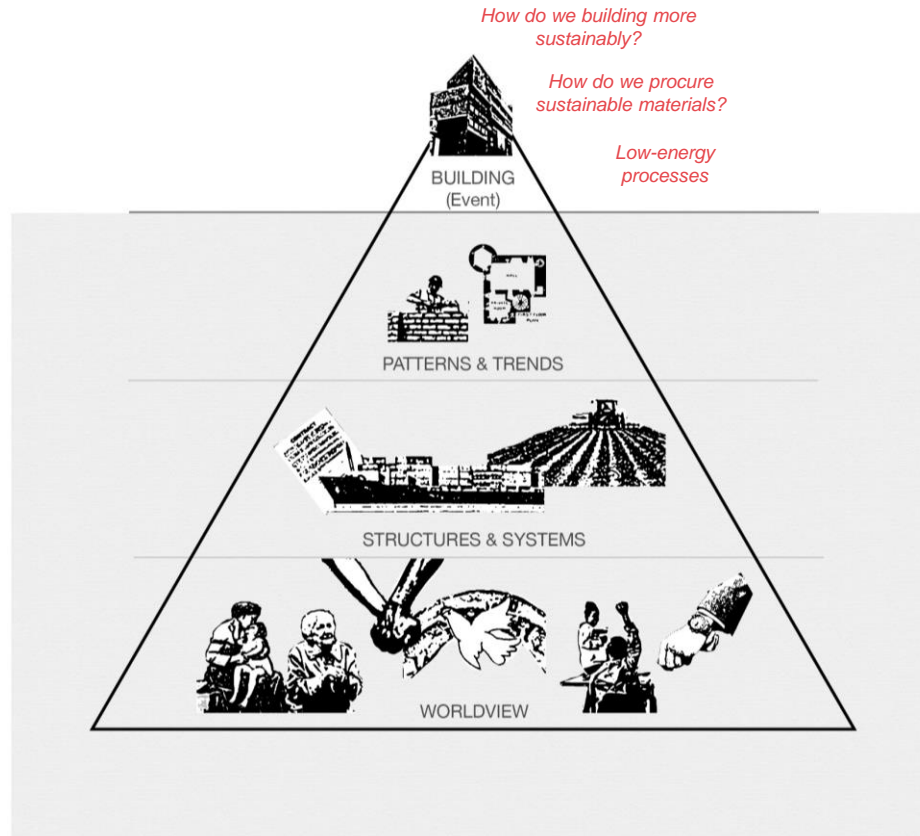 How do we building more
sustainably?
How do we procure
sustainable materials?
Low-energy
processes
BUILDING
(Event)
PATTERNS & TRENDS
CONTRACT
STRUCTURES & SYSTEMS
WORLDVIEW